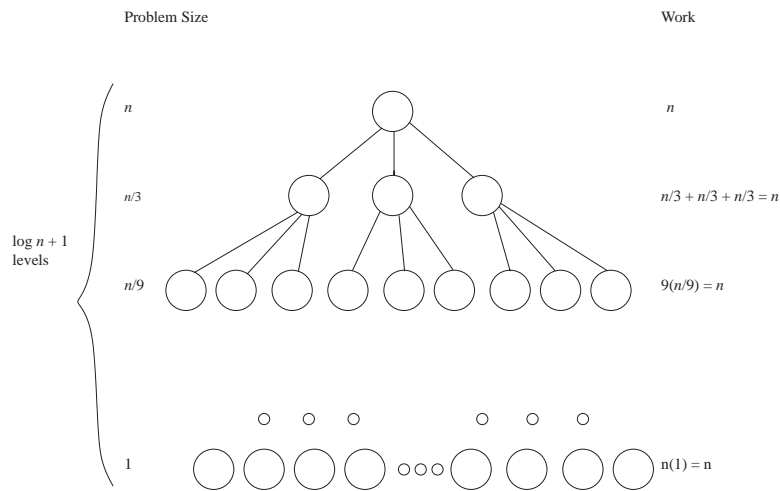 Problem Size
Work
n
n
n/3
n/3 + n/3 + n/3 = n
log n + 1
levels
n/9
9(n/9) = n
1
n(1) = n